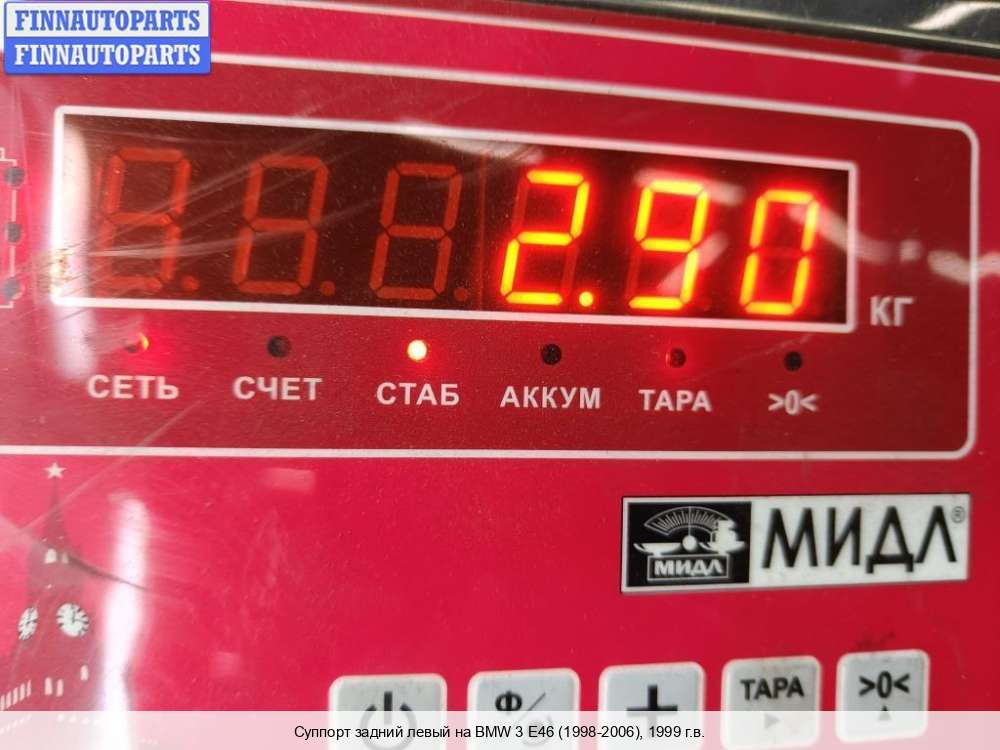 FINNAUTOPARTS
FINNAUTOPARTS
2.90
КГ
СЕТЬ СЧЕТ СТАБ АККУМ ТАРА >0<
МИДЛ
МИДЛ®
Ф/
+ ТАРА >0<
Суппорт задний левый на BMW 3 E46 (1998-2006), 1999 г.в.